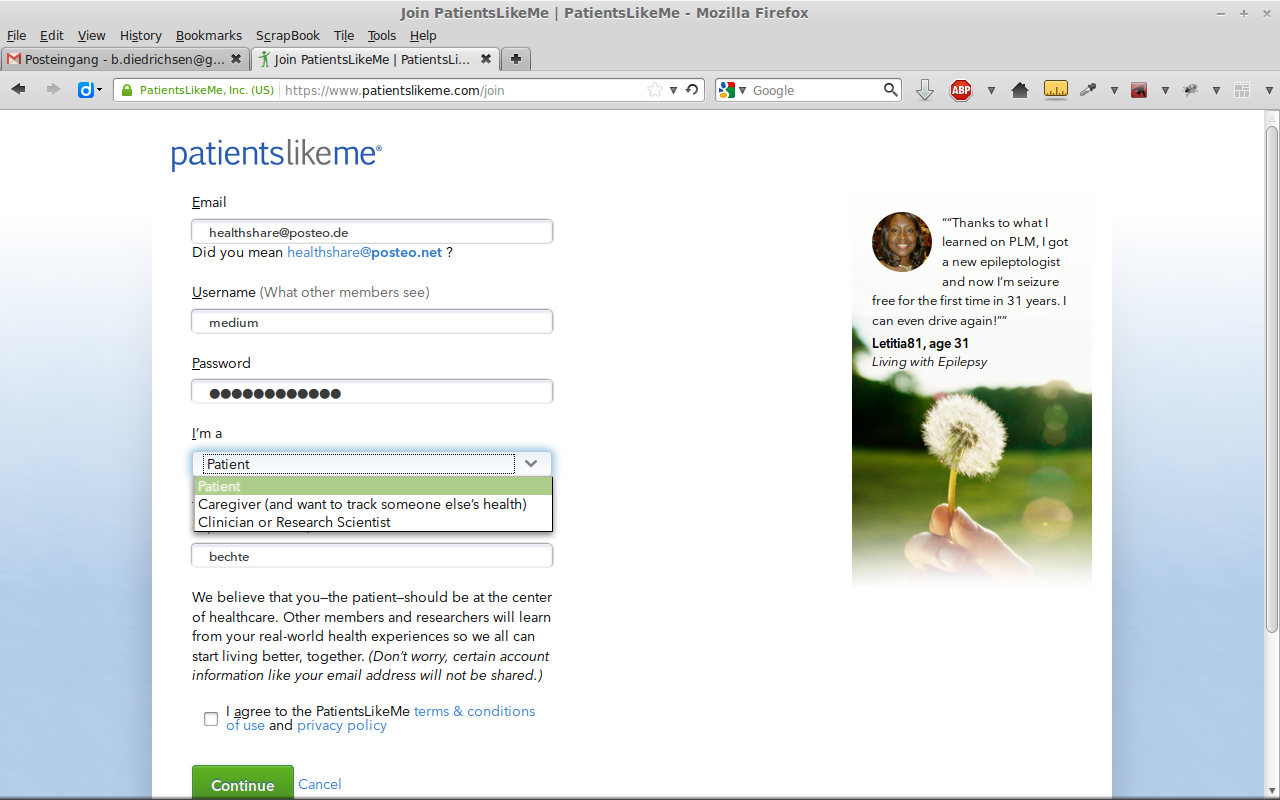 Join PatientsLikeMe | PatientsLikeMe - Mozilla Firefox
File Edit View History Bookmarks ScrapBook Tile Tools Help
Posteingang - b.diedrichsen@g...
Join PatientsLikeMe | PatientsLi...
PatientsLikeMe, Inc. (US) https://www.patientslikeme.com/join
Google
ABP
patientslikeme®
Email
healthshare@posteo.de
Did you mean healthshare@posteo.net ?
Username (What other members see)
medium
Password
●●●●●●●●●●●●
I'm a
Patient
Patient
Caregiver (and want to track someone else's health)
Clinician or Research Scientist
bechte
We believe that you—the patient—should be at the center
of healthcare. Other members and researchers will learn
from your real-world health experiences so we all can
start living better, together. (Don't worry, certain account
information like your email address will not be shared.)
I agree to the PatientsLikeMe terms & conditions
of use and privacy policy
Continue Cancel
““Thanks to what I
learned on PLM, I got
a new epileptologist
and now I'm seizure
free for the first time in 31 years. I
can even drive again!””
Letitia81, age 31
Living with Epilepsy